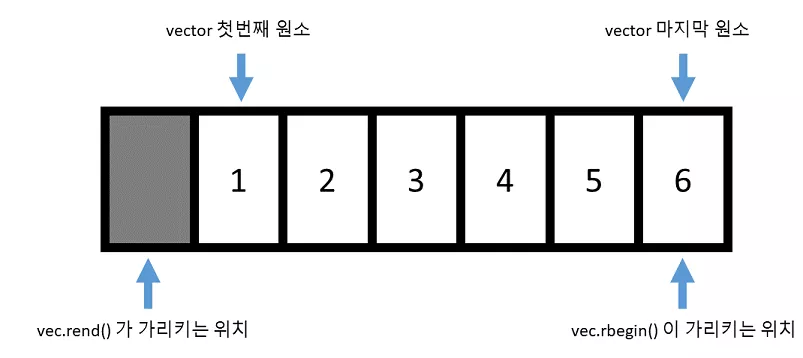 vector 첫번째 원소
vector 마지막 원소
1 2 3 4 5 6
vec.rend() 가 가리키는 위치
vec.rbegin() 이 가리키는 위치